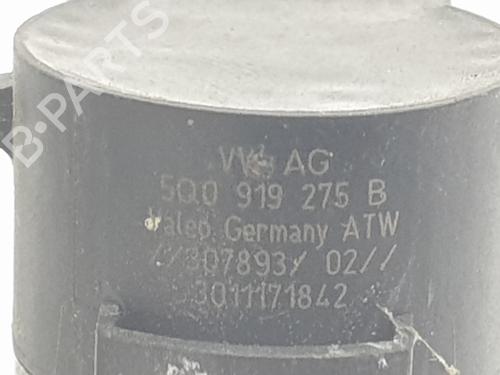 B-PARTS
VW AG
5Q0 919 275 B
Valeo Germany ATW
//307893/ 02//
3011171842